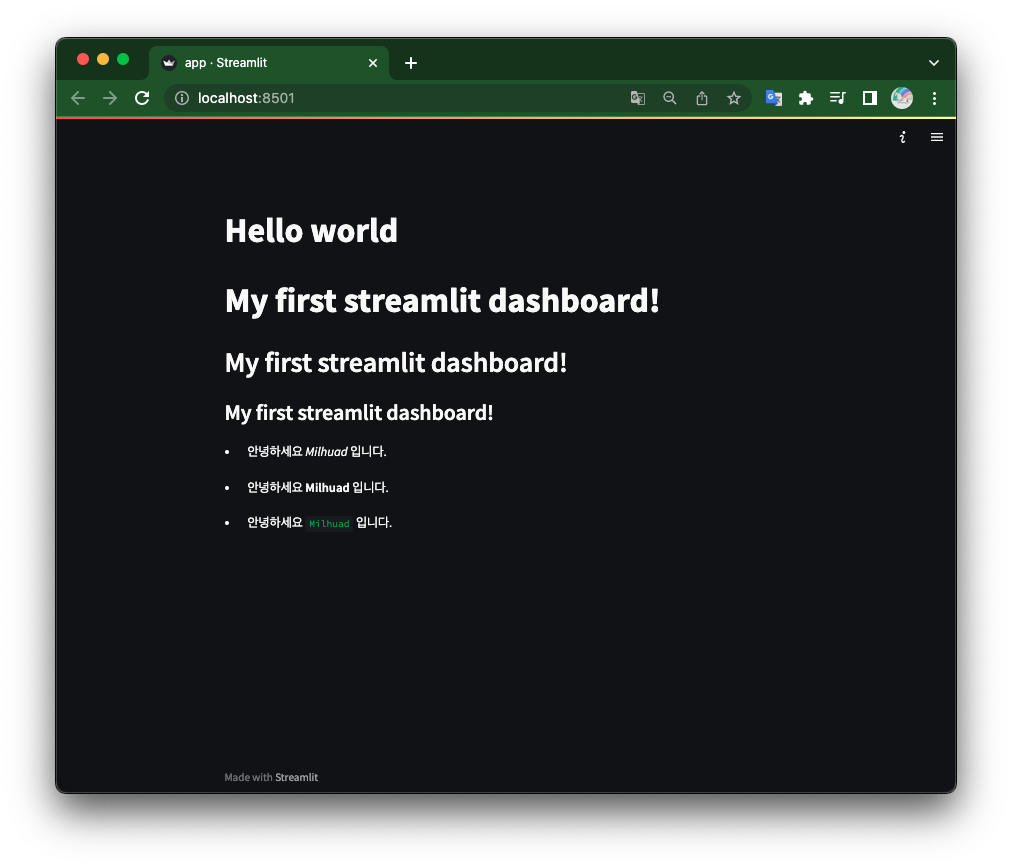 app · Streamlit
localhost:8501
Hello world
My first streamlit dashboard!
My first streamlit dashboard!
My first streamlit dashboard!
• 안녕하세요 Milhuad 입니다.
• 안녕하세요 Milhuad 입니다.
• 안녕하세요 Milhuad 입니다.
Made with Streamlit